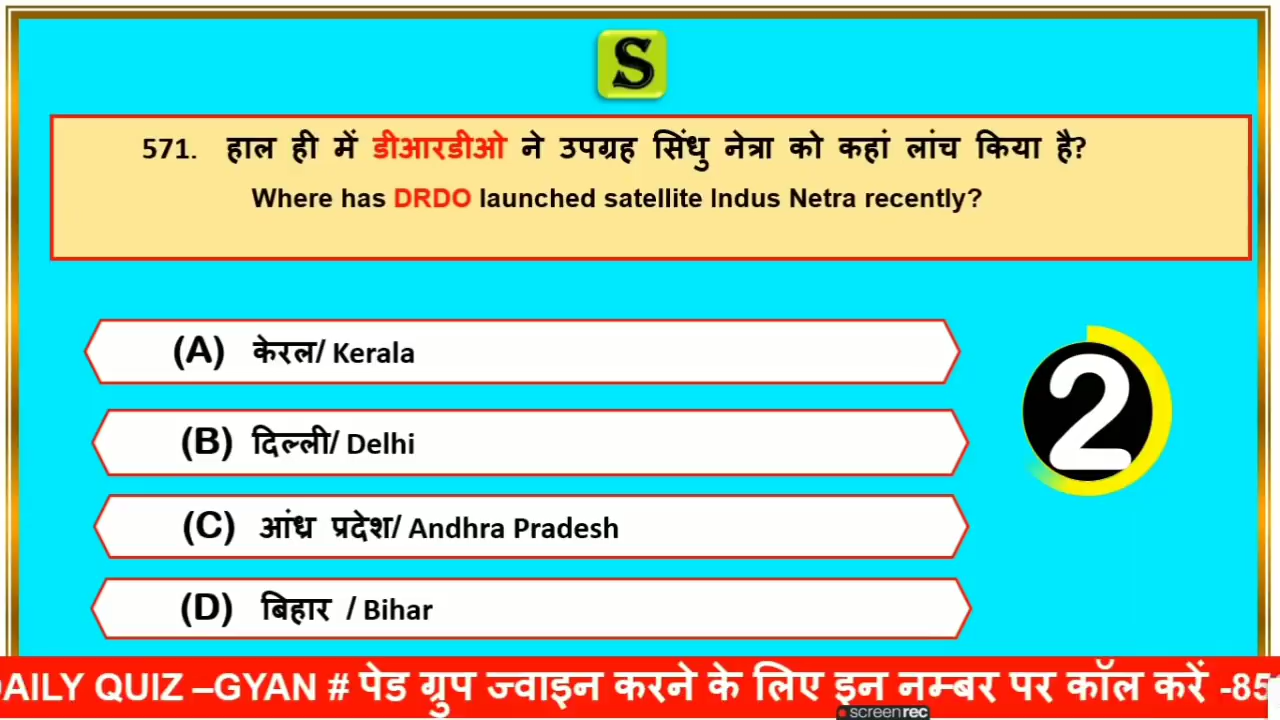 S
571. हाल ही में डीआरडीओ ने उपग्रह सिंधु नेत्रा को कहां लांच किया है?
Where has DRDO launched satellite Indus Netra recently?
(A) केरल/ Kerala
(B) दिल्ली/ Delhi
2
(C) आंध्र प्रदेश/ Andhra Pradesh
(D) बिहार / Bihar
DAILY QUIZ –GYAN # पेड ग्रुप ज्वाइन करने के लिए इन नम्बर पर कॉल करें -85
screenrec